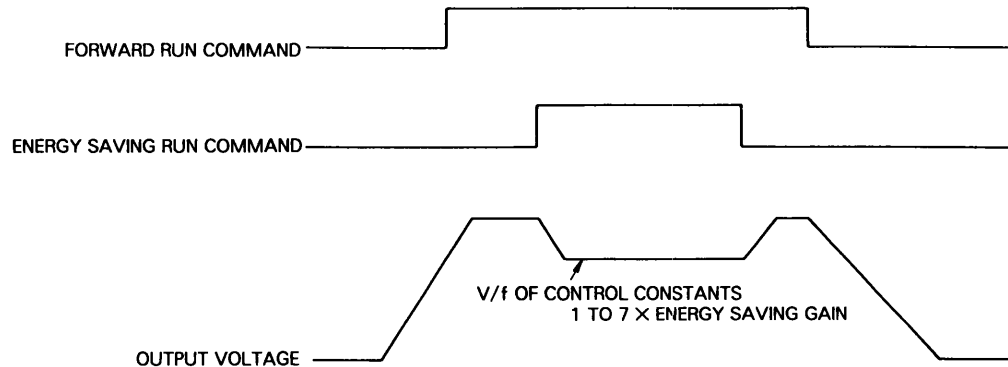 FORWARD RUN COMMAND
ENERGY SAVING RUN COMMAND
V/f OF CONTROL CONSTANTS
1 TO 7 × ENERGY SAVING GAIN
OUTPUT VOLTAGE